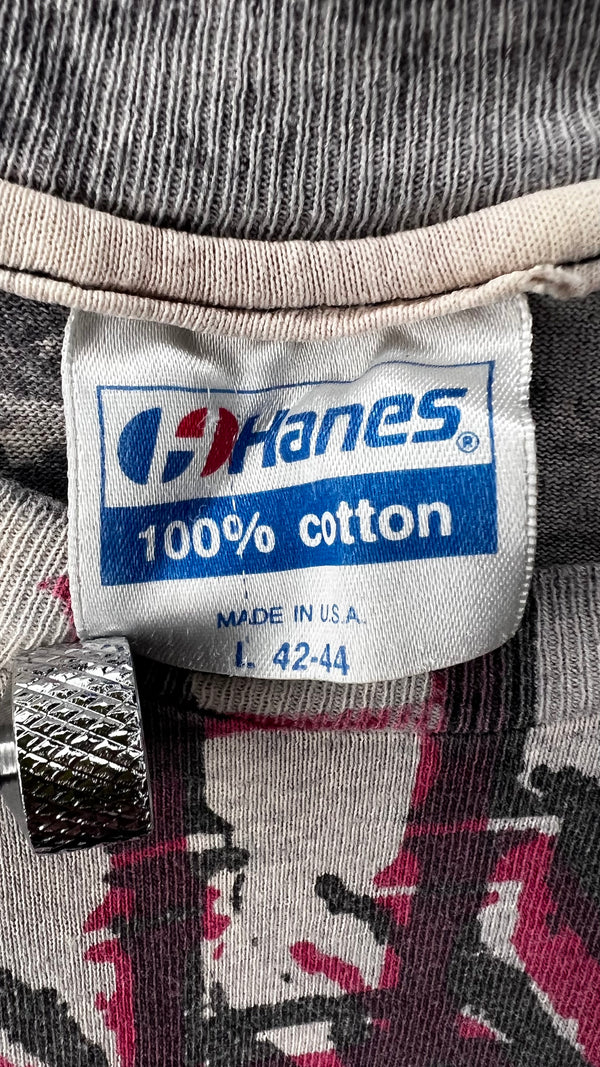 Hanes®
100% cotton
MADE IN U.S.A.
L 42-44